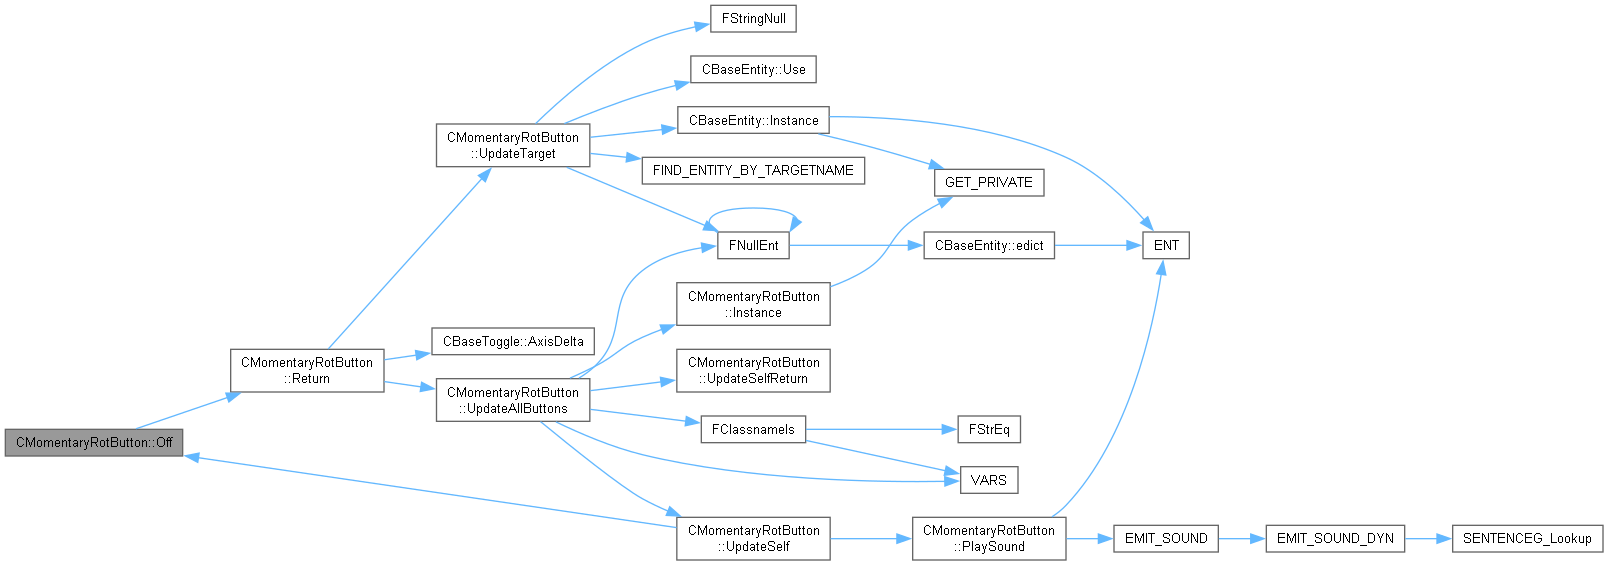 FStringNull
CBaseEntity::Use
CBaseEntity::Instance
CMomentaryRotButton
::UpdateTarget
FIND_ENTITY_BY_TARGETNAME
GET_PRIVATE
FNullEnt
CBaseEntity::edict
ENT
CMomentaryRotButton
::Instance
CBaseToggle::AxisDelta
CMomentaryRotButton
::Return
CMomentaryRotButton
::UpdateSelfReturn
CMomentaryRotButton
::UpdateAllButtons
FClassnameIs
FStrEq
CMomentaryRotButton::Off
VARS
CMomentaryRotButton
::UpdateSelf
CMomentaryRotButton
::PlaySound
EMIT_SOUND
EMIT_SOUND_DYN
SENTENCEG_Lookup